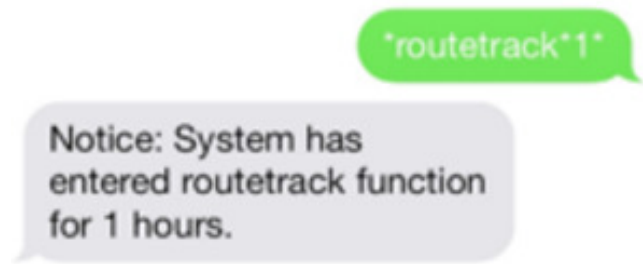 *routetrack*1*
Notice: System has
entered routetrack function
for 1 hours.